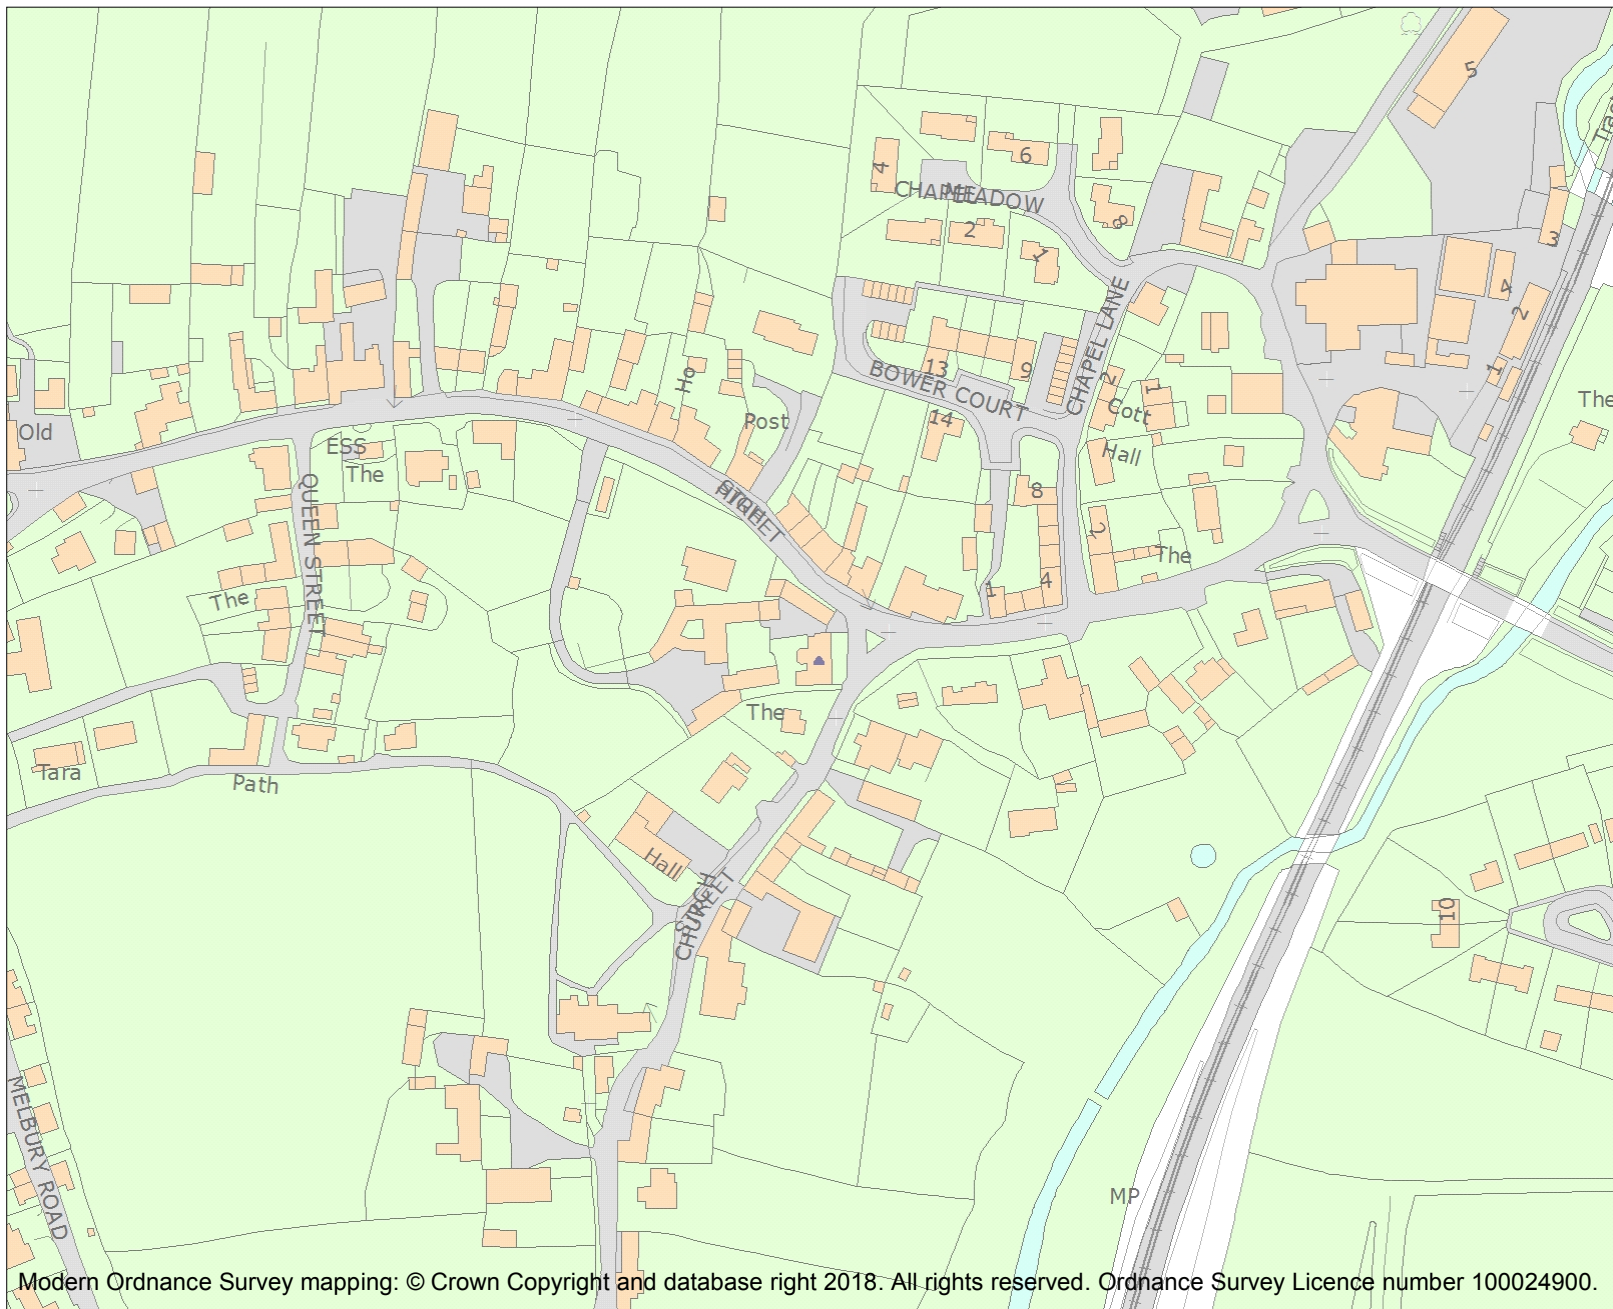 5
Trac
4
6
CHAPEL
MEADOW
8
2
1
3
4
2
1
Ho
13
9
BOWER COURT
CHAPEL LANE
2
1
Cott
The
Post
14
Old
ESS
The
Hall
QUEEN STREET
HIGH
STREET
8
2
The
The
1
4
The
Tara
Path
Hall
CHURCH
STREET
10
MELBURY ROAD
MP
Modern Ordnance Survey mapping: © Crown Copyright and database right 2018. All rights reserved. Ordnance Survey Licence number 100024900.